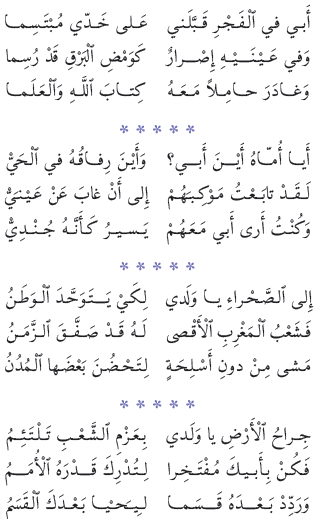 أَبي في ٱلْفَجْرِ قَبَّلَني عَلى خَدّي مُبْتَسِما
وَفي عَيْنَيْهِ إِصْرارٌ كَوَمْضِ ٱلْبَرْقِ قَدْ رُسِما
وَغادَرَ حامِلاً مَعَهُ كِتابَ ٱللَّهِ وَٱلْعَلَما
*****
أَيا أُمّاهُ أَيْنَ أَبي؟ وَأَيْنَ رِفاقُهُ في ٱلْحَيِّ
لَقَدْ تابَعْتُ مَوْكِبَهُمْ إِلى أَنْ غابَ عَنْ عَيْنيُّ
وَكُنْتُ أَرى أَبي مَعَهُمْ يَسيرُ كَأَنَّهُ جُنْدِيُّ
*****
إِلى ٱلصَّحْراءِ يا وَلَدي لِكَيْ يَتَوَحَّدَ ٱلْوَطَنُ
فَشَعْبُ ٱلمَغْرِبِ ٱلْأَقْصى لَهُ قَدْ صَفَّقَ ٱلزَّمَنُ
مَشى مِنْ دونِ أَسْلِحَةٍ لِتَحْضُنَ بَعْضَها ٱلْمُدُنُ
*****
جِراحُ ٱلْأَرْضِ يا وَلَدي بِعَزْمِ ٱلشَّعْبِ تَلْتَئِمُ
فَكُنْ بِأَبيكَ مُفْتَخِرا لِتُدْرِكَ قَدْرَهُ ٱلْأُمَمُ
وَرَدِّدْ بَعْدَهُ قَسَما لِيَحْيا بَعْدَكَ ٱلْقَسَمُ